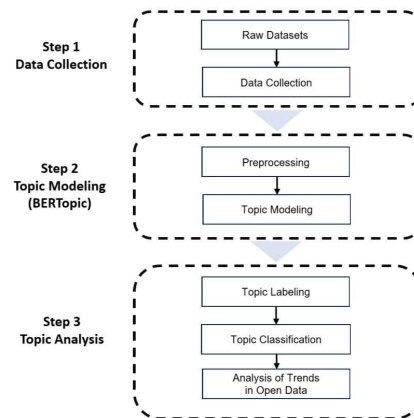 Step 1
Data Collection
Raw Datasets
Data Collection
Step 2
Topic Modeling
(BERTopic)
Preprocessing
Topic Modeling
Step 3
Topic Analysis
Topic Labeling
Topic Classification
Analysis of Trends
in Open Data